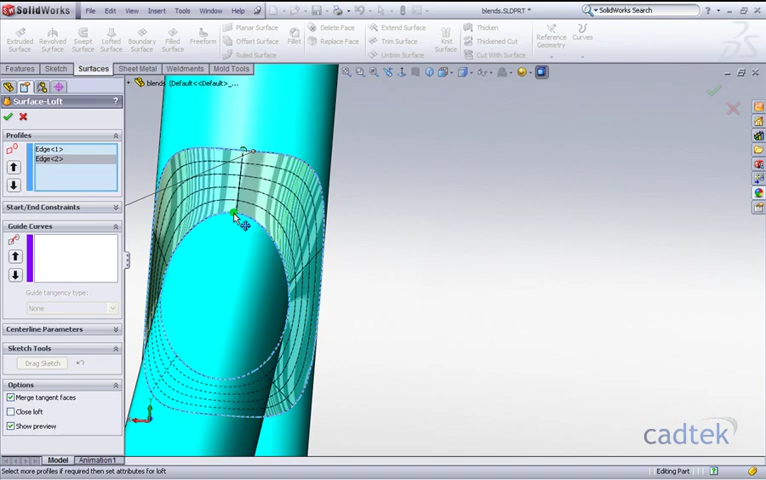 SolidWorks
File Edit View Insert Tools Window Help
blends.SLDPRT *
SolidWorks Search
Extruded Surface
Revolved Surface
Swept Surface
Lofted Surface
Boundary Surface
Filled Surface
Freeform
Planar Surface
Offset Surface
Ruled Surface
Fillet
Delete Face
Replace Face
Extend Surface
Trim Surface
Untrim Surface
Knit Surface
Thicken
Thickened Cut
Cut With Surface
Reference Geometry
Curves
Features Sketch Surfaces Sheet Metal Weldments Mold Tools
blends (Default<<Default>_...
Surface-Loft ?
Profiles
Edge<1>
Edge<2>
Start/End Constraints
Guide Curves
Guide tangency type:
None
Centerline Parameters
Sketch Tools
Drag Sketch
Options
Merge tangent faces
Close loft
Show preview
cadtek
Model Animation1
Select more profiles if required then set attributes for loft
Editing Part